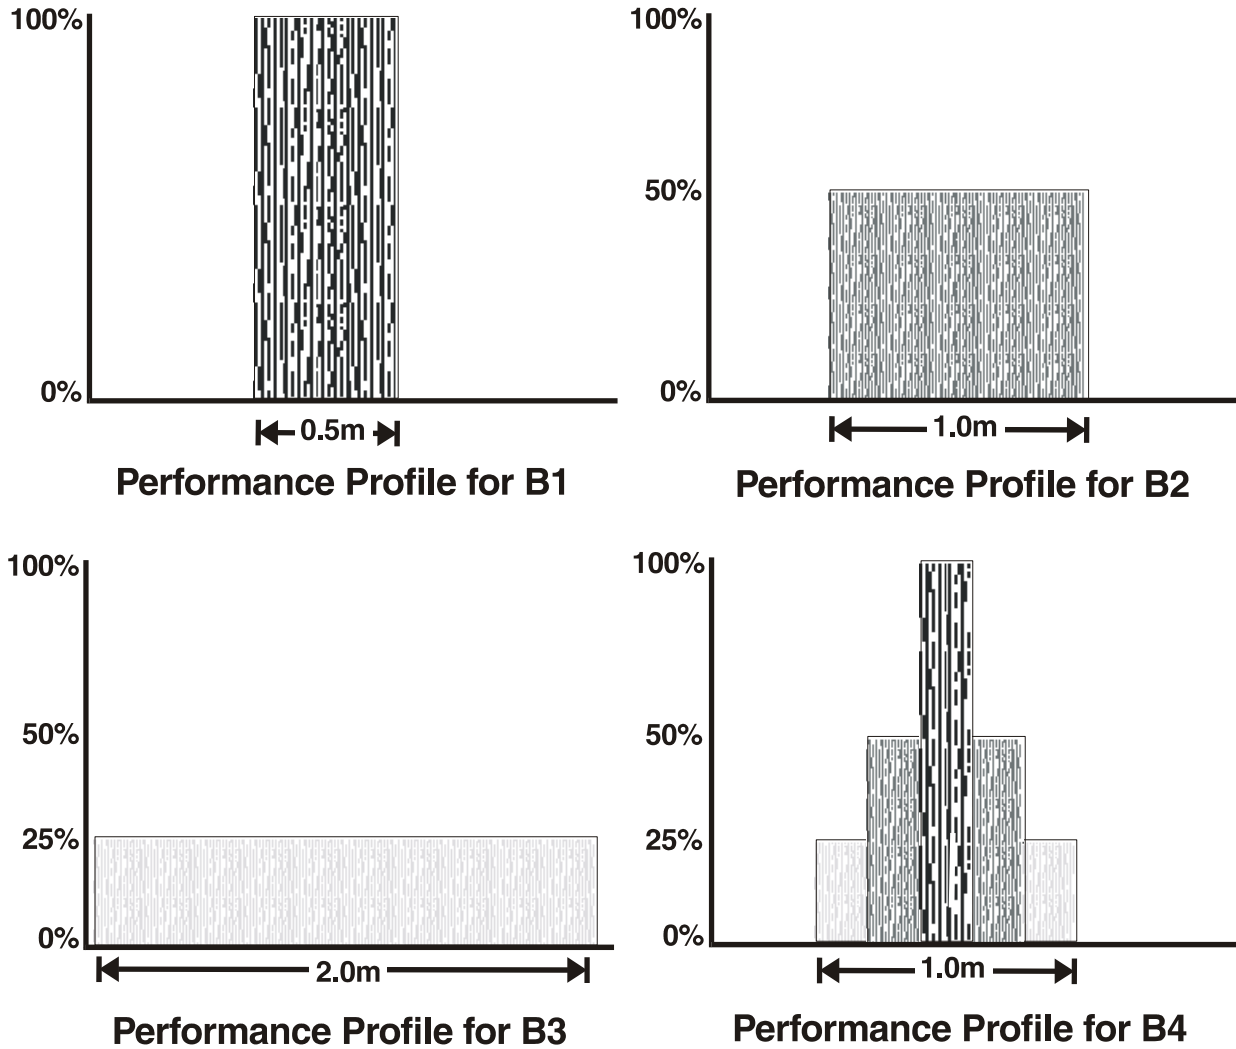 100%
0%
0.5m
Performance Profile for B1
100%
50%
0%
1.0m
Performance Profile for B2
100%
50%
25%
0%
2.0m
Performance Profile for B3
100%
50%
25%
0%
1.0m
Performance Profile for B4